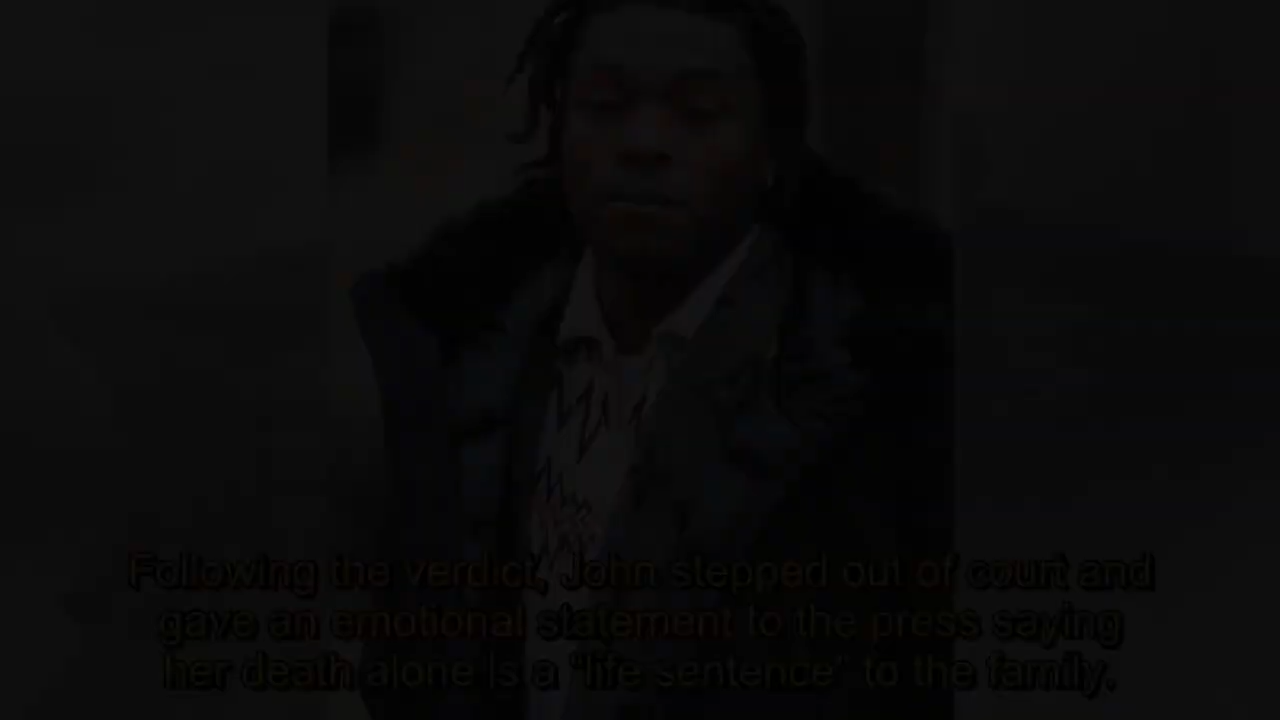 Following the verdict, John stepped out of court and
gave an emotional statement to the press saying
her death alone is a "life sentence" to the family.